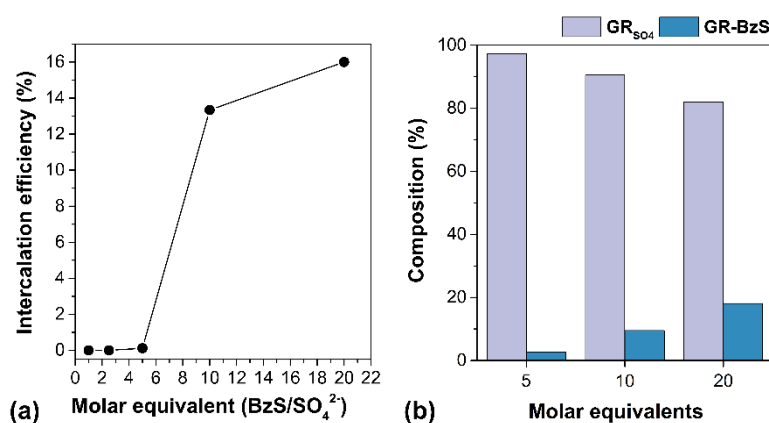 16
14
12
10
8
6
4
2
0
Intercalation efficiency (%)
0 2 4 6 8 10 12 14 16 18 20 22
Molar equivalent (BzS/SO₄²⁻)
(a)
GR_SO4 GR-BzS
100
80
60
40
20
0
Composition (%)
5 10 20
Molar equivalents
(b)